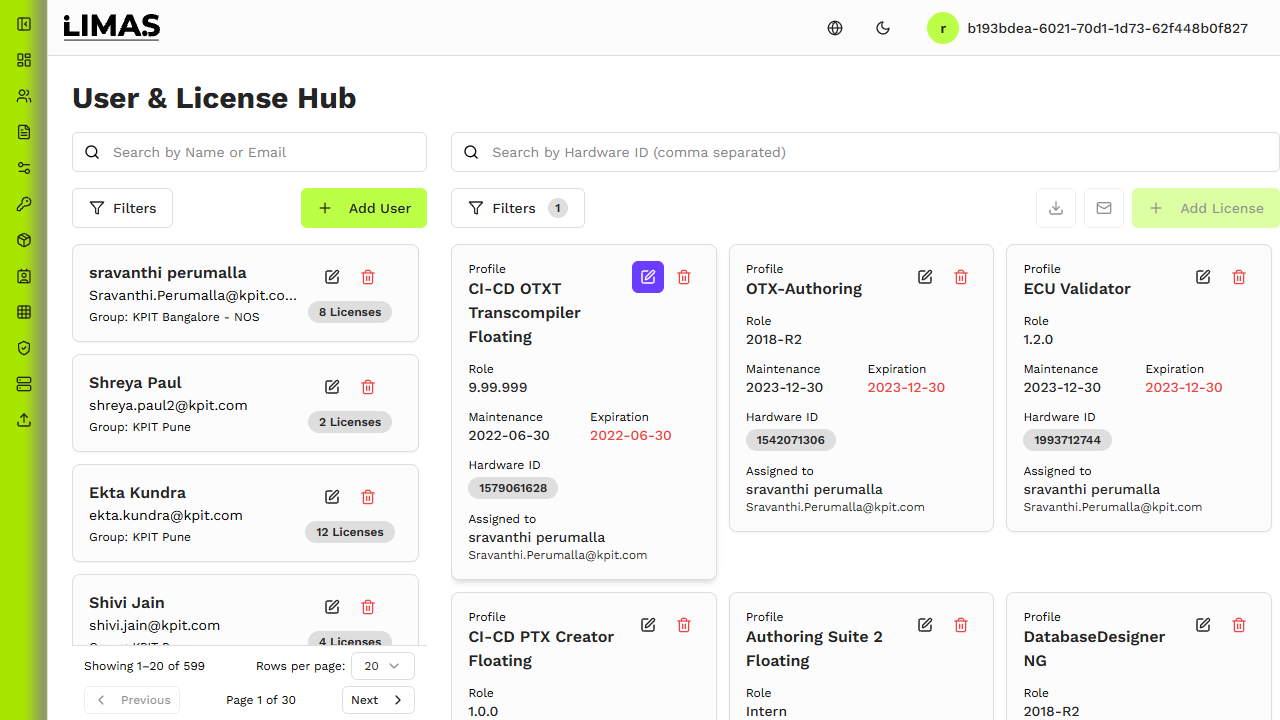 LIMAS
r
b193bdea-6021-70d1-1d73-62f448b0f827
User & License Hub
Search by Name or Email
Search by Hardware ID (comma separated)
Filters
Add User
Filters
1
Add License
sravanthi perumalla
Sravanthi.Perumalla@kpit.co...
Group: KPIT Bangalore - NOS
8 Licenses
Shreya Paul
shreya.paul2@kpit.com
Group: KPIT Pune
2 Licenses
Ekta Kundra
ekta.kundra@kpit.com
Group: KPIT Pune
12 Licenses
Shivi Jain
shivi.jain@kpit.com
4 Licenses
Showing 1–20 of 599
Rows per page:
20
Previous
Page 1 of 30
Next
Profile
CI-CD OTXT
Transcompiler
Floating
Role
9.99.999
Maintenance
2022-06-30
Expiration
2022-06-30
Hardware ID
1579061628
Assigned to
sravanthi perumalla
Sravanthi.Perumalla@kpit.com
Profile
OTX-Authoring
Role
2018-R2
Maintenance
2023-12-30
Expiration
2023-12-30
Hardware ID
1542071306
Assigned to
sravanthi perumalla
Sravanthi.Perumalla@kpit.com
Profile
ECU Validator
Role
1.2.0
Maintenance
2023-12-30
Expiration
2023-12-30
Hardware ID
1993712744
Assigned to
sravanthi perumalla
Sravanthi.Perumalla@kpit.com
Profile
CI-CD PTX Creator
Floating
Role
1.0.0
Profile
Authoring Suite 2
Floating
Role
Intern
Profile
DatabaseDesigner
NG
Role
2018-R2